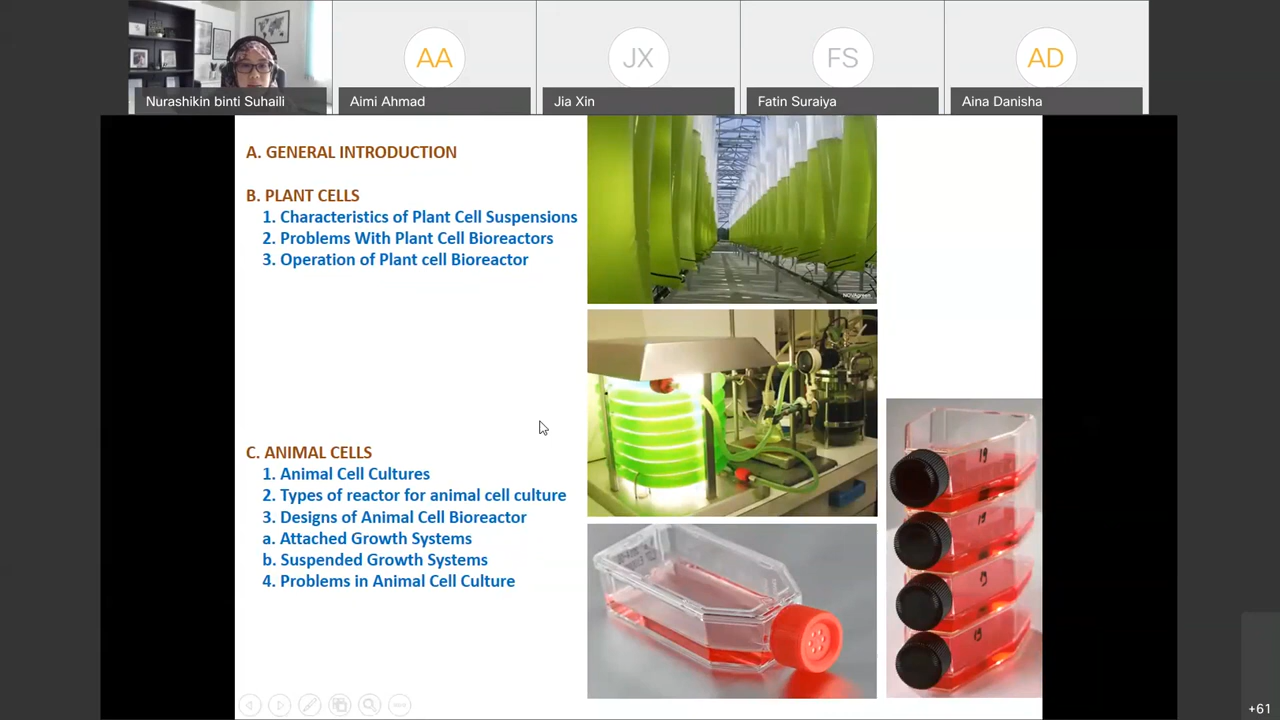 AA
JX
FS
AD
Nurashikin binti Suhaili
Aimi Ahmad
Jia Xin
Fatin Suraiya
Aina Danisha
A. GENERAL INTRODUCTION
B. PLANT CELLS
1. Characteristics of Plant Cell Suspensions
2. Problems With Plant Cell Bioreactors
3. Operation of Plant cell Bioreactor
C. ANIMAL CELLS
1. Animal Cell Cultures
2. Types of reactor for animal cell culture
3. Designs of Animal Cell Bioreactor
a. Attached Growth Systems
b. Suspended Growth Systems
4. Problems in Animal Cell Culture
NOVAgreen
19
+61